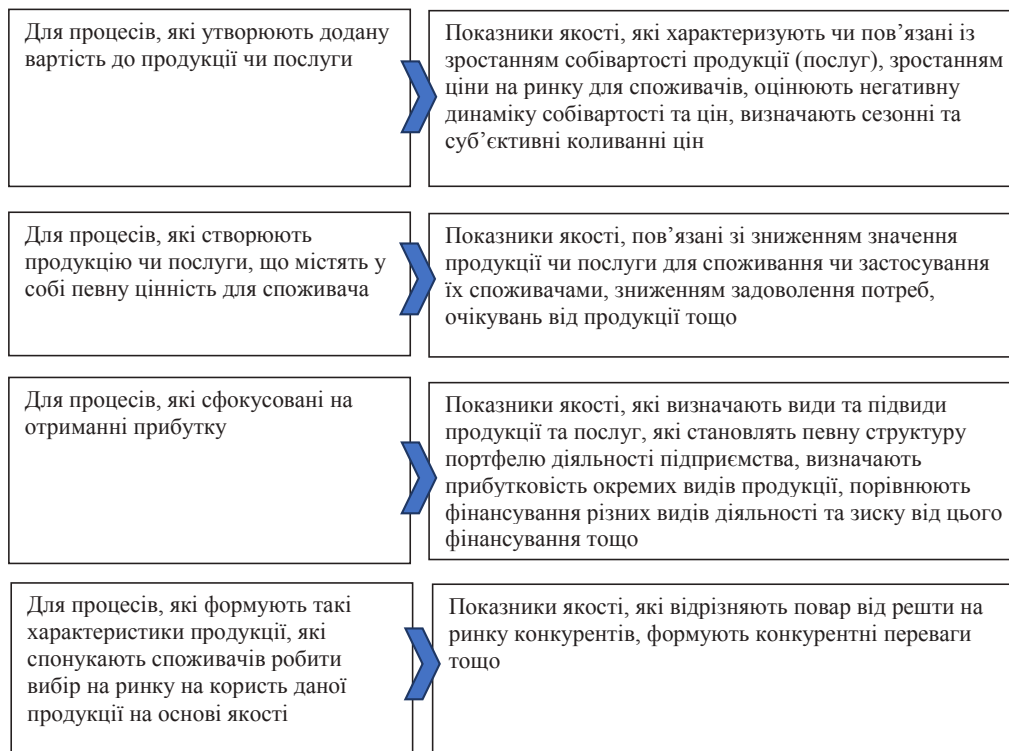 Для процесів, які утворюють додану
вартість до продукції чи послуги
Показники якості, які характеризують чи пов’язані із
зростанням собівартості продукції (послуг), зростанням
ціни на ринку для споживачів, оцінюють негативну
динаміку собівартості та цін, визначають сезонні та
суб’єктивні коливанні цін
Для процесів, які створюють
продукцію чи послуги, що містять у
собі певну цінність для споживача
Показники якості, пов’язані зі зниженням значення
продукції чи послуги для споживання чи застосування
їх споживачами, зниженням задоволення потреб,
очікувань від продукції тощо
Для процесів, які сфокусовані на
отриманні прибутку
Показники якості, які визначають види та підвиди
продукції та послуг, які становлять певну структуру
портфелю діяльності підприємства, визначають
прибутковість окремих видів продукції, порівнюють
фінансування різних видів діяльності та зиску від цього
фінансування тощо
Для процесів, які формують такі
характеристики продукції, які
спонукають споживачів робити
вибір на ринку на користь даної
продукції на основі якості
Показники якості, які відрізняють повар від решти на
ринку конкурентів, формують конкурентні переваги
тощо